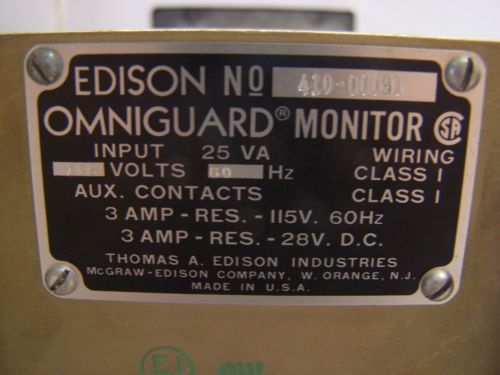 EDISON NO 410-00191
OMNIGUARD® MONITOR SA
INPUT 25 VA WIRING
VOLTS 60 Hz CLASS I
AUX. CONTACTS CLASS I
3 AMP - RES. - 115V. 60Hz
3 AMP - RES. - 28V. D.C.
THOMAS A. EDISON INDUSTRIES
McGRAW-EDISON COMPANY, W. ORANGE, N.J.
MADE IN U.S.A.